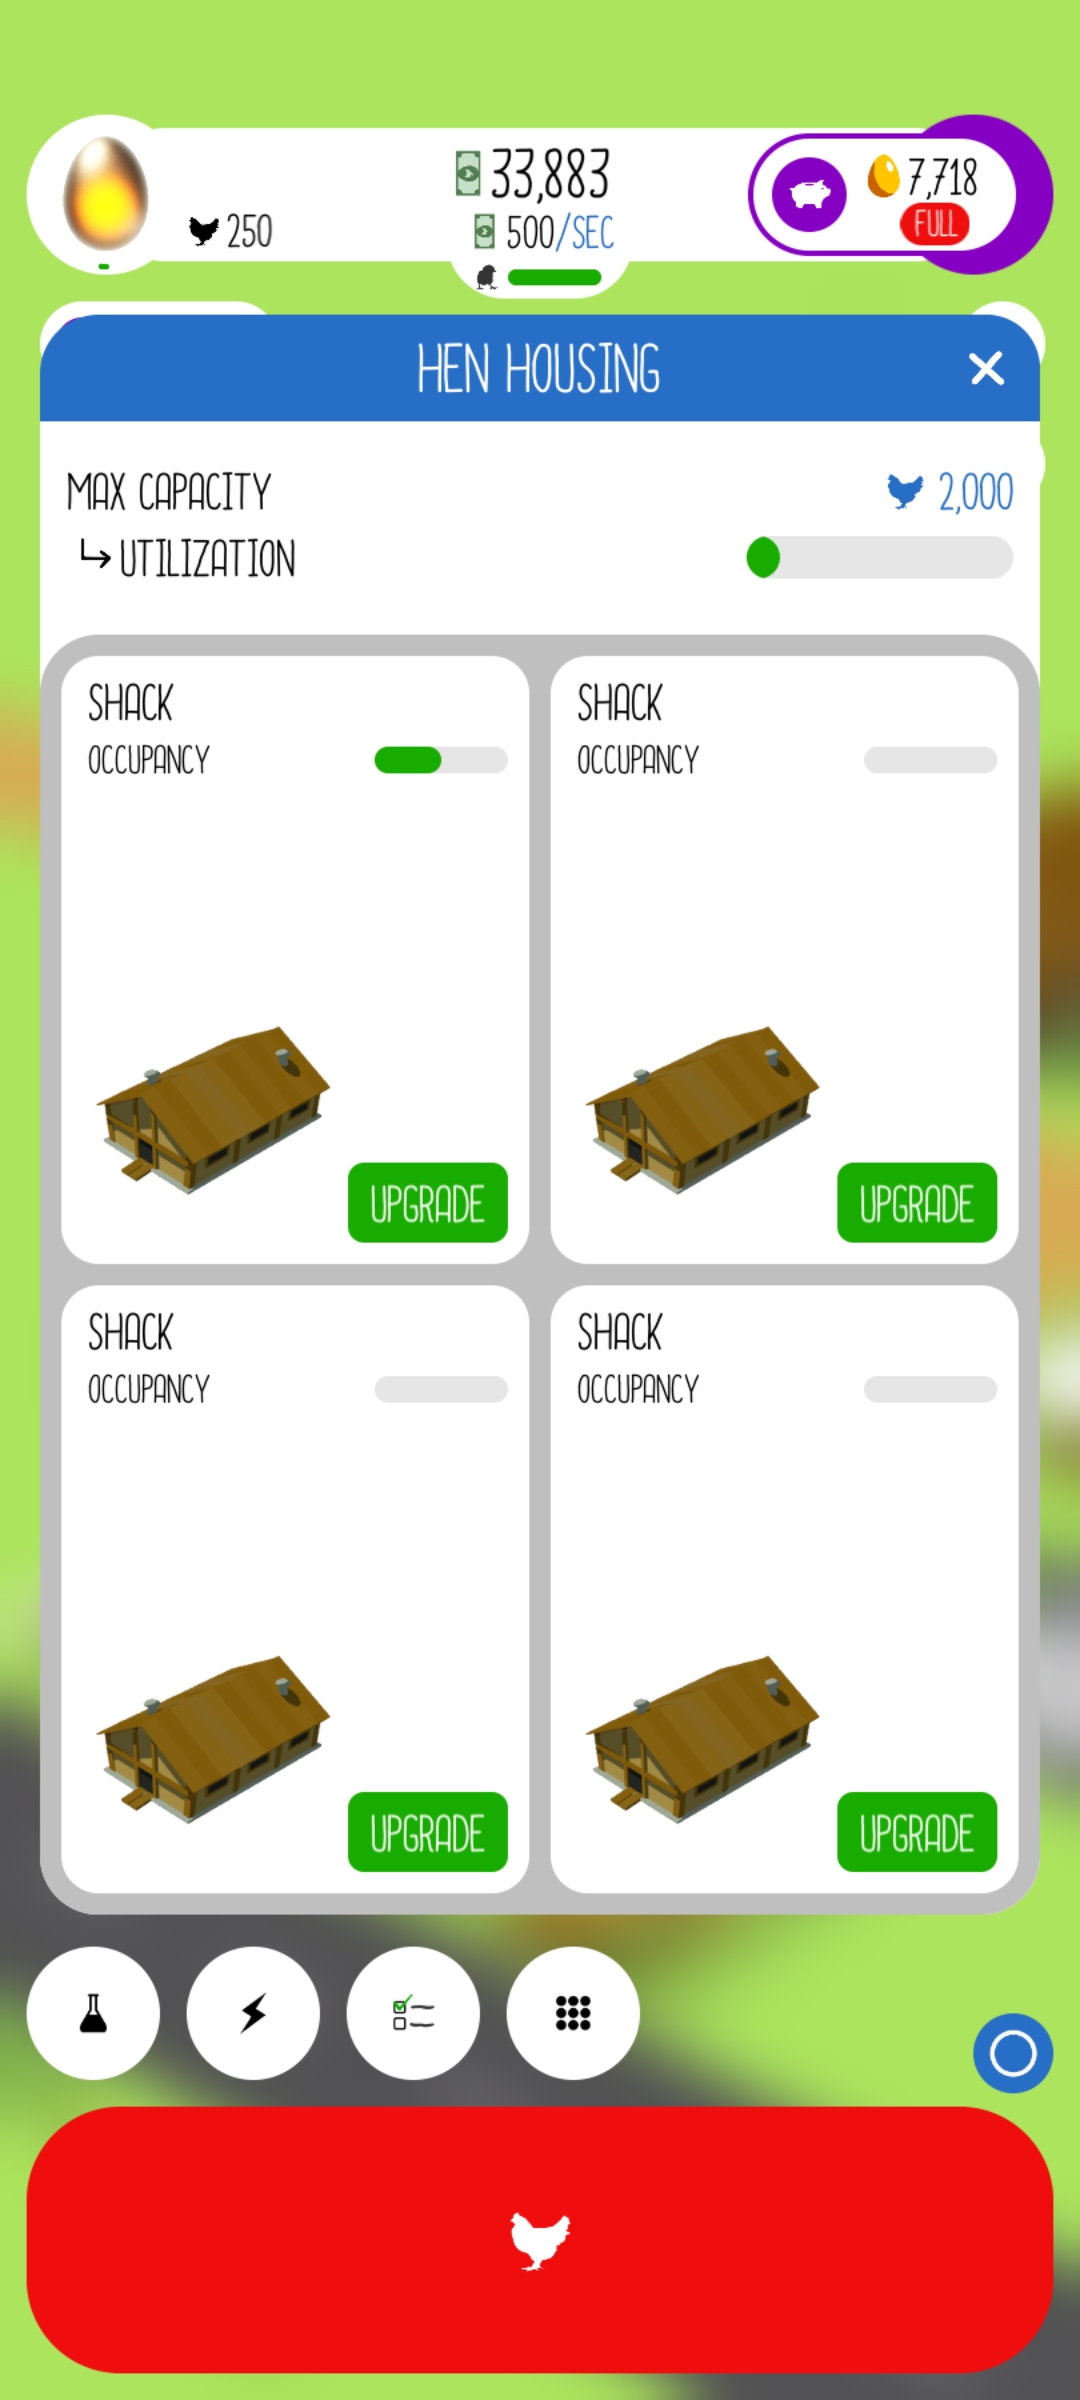 33,883
7,718
250
500/SEC
FULL
HEN HOUSING
MAX CAPACITY
2,000
UTILIZATION
SHACK
OCCUPANCY
UPGRADE
SHACK
OCCUPANCY
UPGRADE
SHACK
OCCUPANCY
UPGRADE
SHACK
OCCUPANCY
UPGRADE